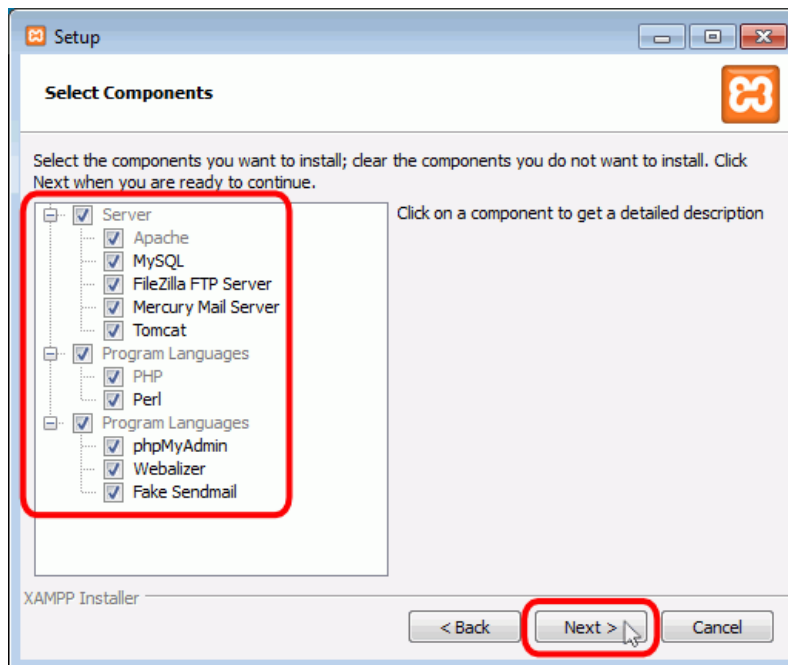 Setup
Select Components
Select the components you want to install; clear the components you do not want to install. Click
Next when you are ready to continue.
Server
Apache
MySQL
FileZilla FTP Server
Mercury Mail Server
Tomcat
Program Languages
PHP
Perl
Program Languages
phpMyAdmin
Webalizer
Fake Sendmail
Click on a component to get a detailed description
XAMPP Installer
< Back
Next >
Cancel